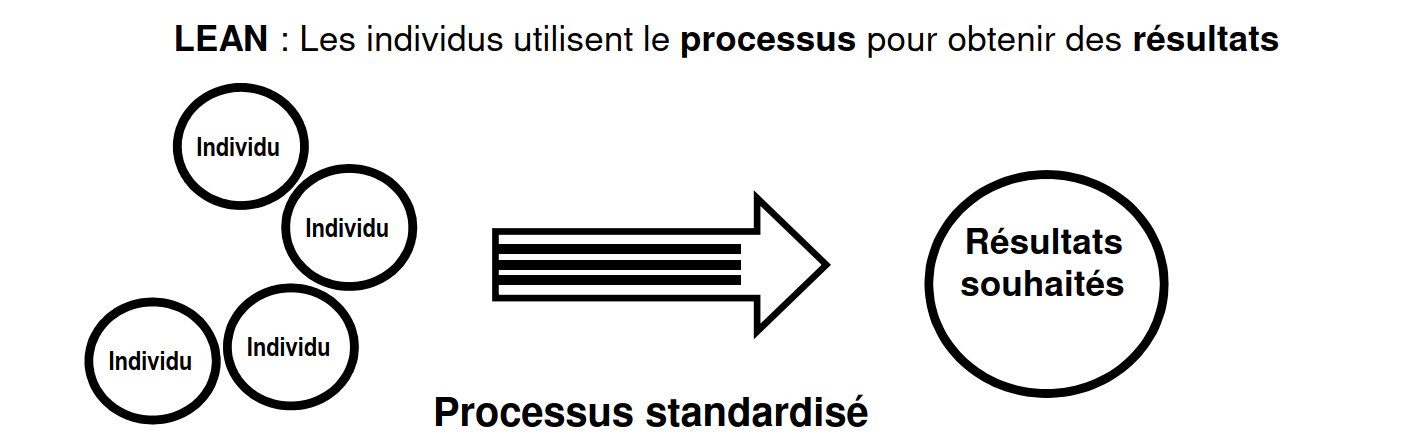 LEAN : Les individus utilisent le processus pour obtenir des résultats
Individu
Individu
Individu
Individu
Processus standardisé
Résultats
souhaités